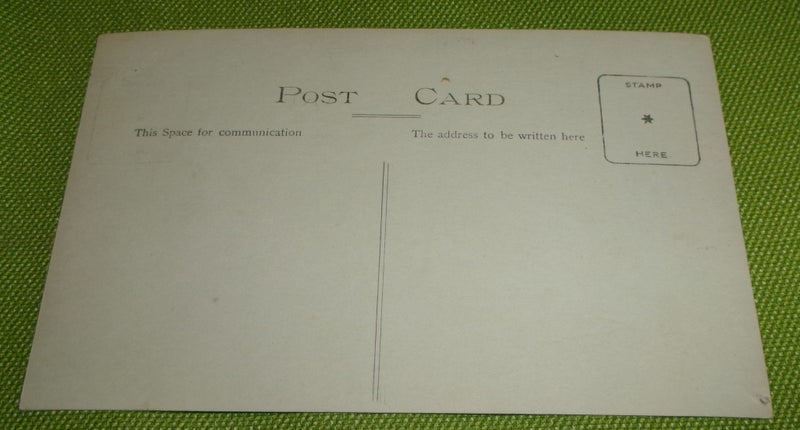 POST CARD
STAMP
HERE
This Space for communication
The address to be written here